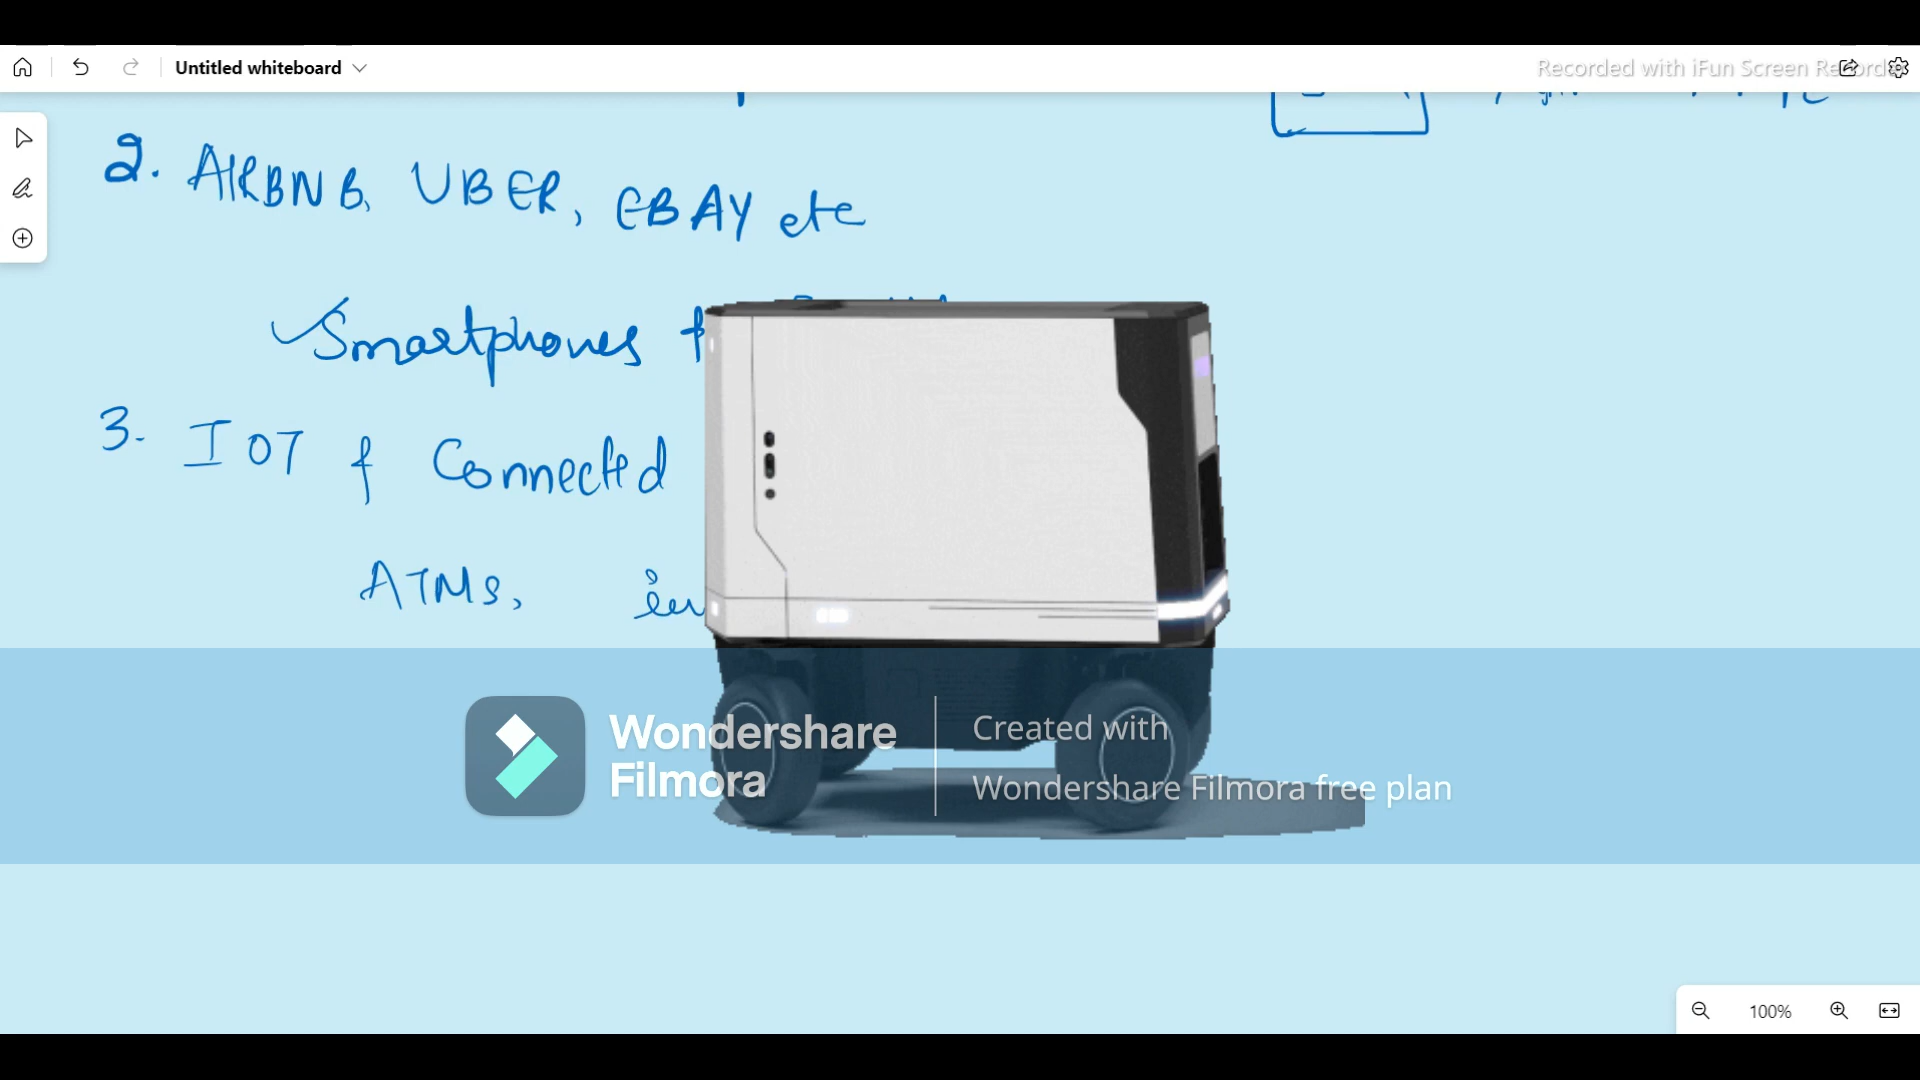 Untitled whiteboard
Recorded with iFun Screen Record
2. AIRBNB, UBER, EBAY etc
Smartphones
3. IOT & Connected
ATMs,
Wondershare
Filmora
Created with
Wondershare Filmora free plan
100%